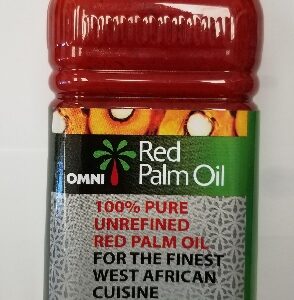 OMNI
Red
Palm Oil
100% PURE
UNREFINED
RED PALM OIL
FOR THE FINEST
WEST AFRICAN
CUISINE